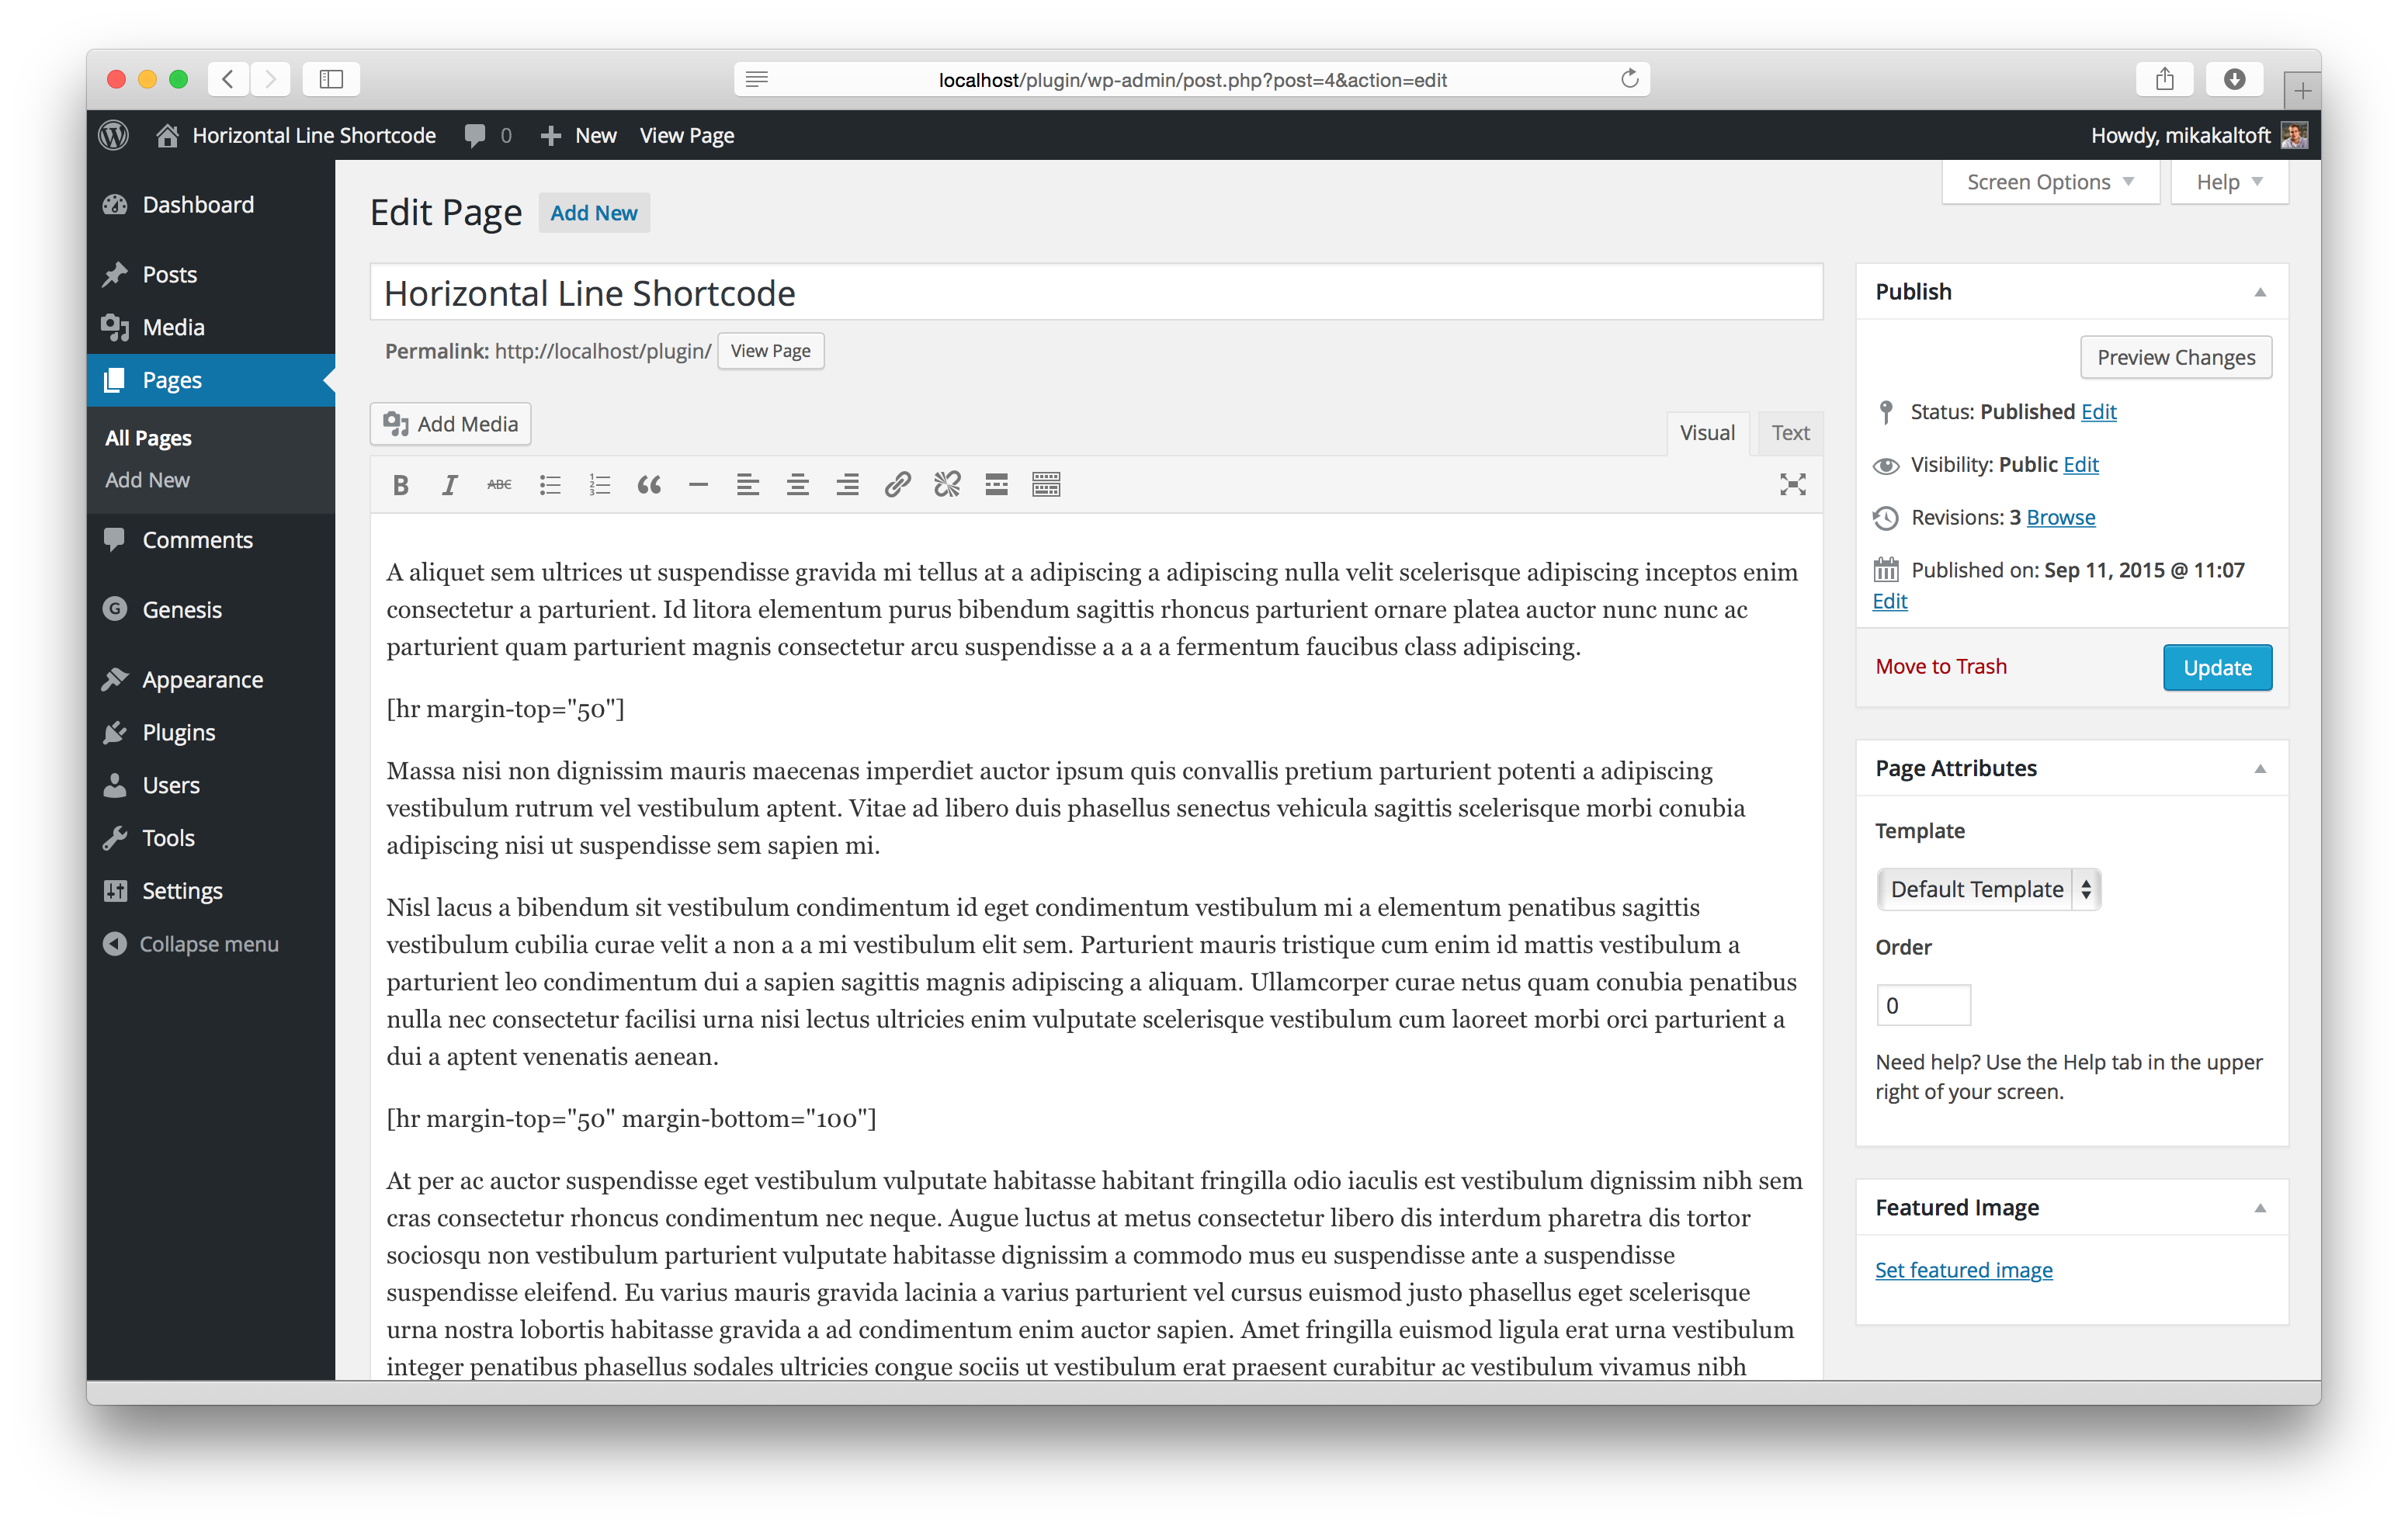 localhost/plugin/wp-admin/post.php?post=4&action=edit
Horizontal Line Shortcode 0 New View Page Howdy, mikakaltoft
Screen Options Help
Dashboard
Posts
Media
Pages
All Pages
Add New
Comments
Genesis
Appearance
Plugins
Users
Tools
Settings
Collapse menu
Edit Page Add New
Horizontal Line Shortcode
Permalink: http://localhost/plugin/ View Page
Add Media
Visual Text
B I ABC
A aliquet sem ultrices ut suspendisse gravida mi tellus at a adipiscing a adipiscing nulla velit scelerisque adipiscing inceptos enim
consectetur a parturient. Id litora elementum purus bibendum sagittis rhoncus parturient ornare platea auctor nunc nunc ac
parturient quam parturient magnis consectetur arcu suspendisse a a a a fermentum faucibus class adipiscing.
[hr margin-top="50"]
Massa nisi non dignissim mauris maecenas imperdiet auctor ipsum quis convallis pretium parturient potenti a adipiscing
vestibulum rutrum vel vestibulum aptent. Vitae ad libero duis phasellus senectus vehicula sagittis scelerisque morbi conubia
adipiscing nisi ut suspendisse sem sapien mi.
Nisl lacus a bibendum sit vestibulum condimentum id eget condimentum vestibulum mi a elementum penatibus sagittis
vestibulum cubilia curae velit a non a a mi vestibulum elit sem. Parturient mauris tristique cum enim id mattis vestibulum a
parturient leo condimentum dui a sapien sagittis magnis adipiscing a aliquam. Ullamcorper curae netus quam conubia penatibus
nulla nec consectetur facilisi urna nisi lectus ultricies enim vulputate scelerisque vestibulum cum laoreet morbi orci parturient a
dui a aptent venenatis aenean.
[hr margin-top="50" margin-bottom="100"]
At per ac auctor suspendisse eget vestibulum vulputate habitasse habitant fringilla odio iaculis est vestibulum dignissim nibh sem
cras consectetur rhoncus condimentum nec neque. Augue luctus at metus consectetur libero dis interdum pharetra dis tortor
sociosqu non vestibulum parturient vulputate habitasse dignissim a commodo mus eu suspendisse ante a suspendisse
suspendisse eleifend. Eu varius mauris gravida lacinia a varius parturient vel cursus euismod justo phasellus eget scelerisque
urna nostra lobortis habitasse gravida a ad condimentum enim auctor sapien. Amet fringilla euismod ligula erat urna vestibulum
integer penatibus phasellus sodales ultricies congue sociis ut vestibulum erat praesent curabitur ac vestibulum vivamus nibh
Publish
Preview Changes
Status: Published Edit
Visibility: Public Edit
Revisions: 3 Browse
Published on: Sep 11, 2015 @ 11:07
Edit
Move to Trash Update
Page Attributes
Template
Default Template
Order
0
Need help? Use the Help tab in the upper
right of your screen.
Featured Image
Set featured image